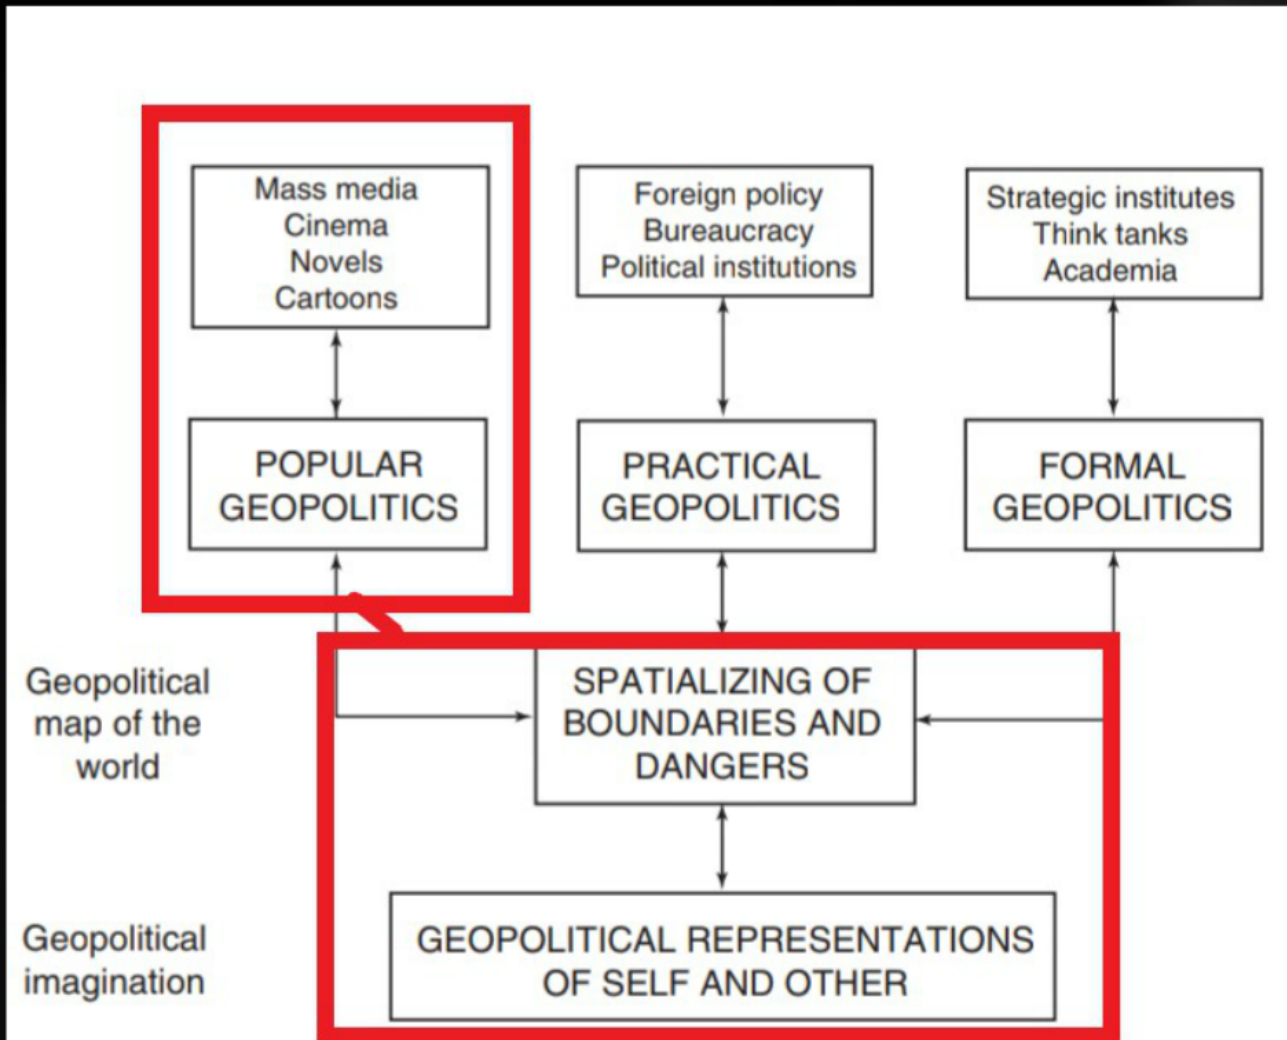 Mass media
Cinema
Novels
Cartoons
Foreign policy
Bureaucracy
Political institutions
Strategic institutes
Think tanks
Academia
POPULAR
GEOPOLITICS
PRACTICAL
GEOPOLITICS
FORMAL
GEOPOLITICS
Geopolitical
map of the
world
SPATIALIZING OF
BOUNDARIES AND
DANGERS
Geopolitical
imagination
GEOPOLITICAL REPRESENTATIONS
OF SELF AND OTHER